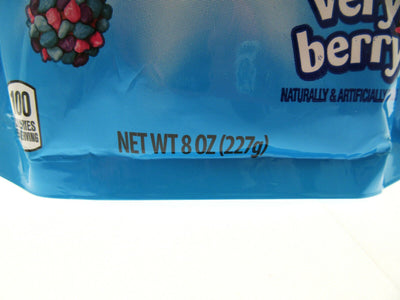 very
berry
NATURALLY & ARTIFICIALLY
100
NET WT 8 OZ (227g)